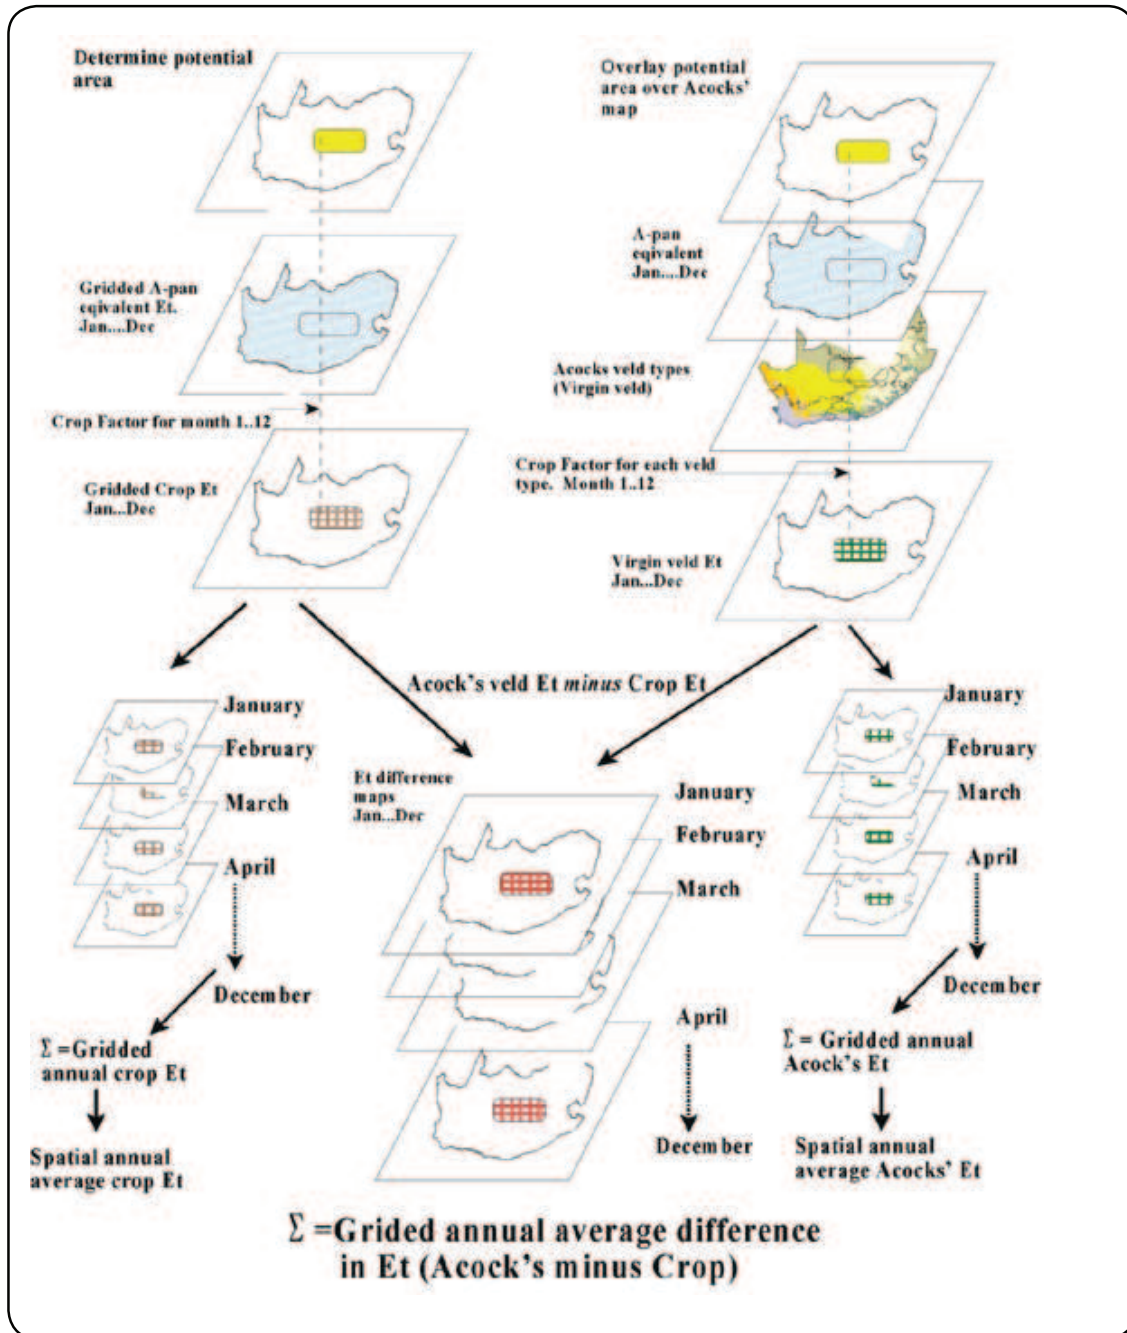 Determine potential
area
Gridded A-pan
eqivalent Et.
Jan....Dec
Crop Factor for month 1..12
Gridded Crop Et
Jan...Dec
Overlay potential
area over Acocks'
map
A-pan
eqivalent
Jan....Dec
Acocks veld types
(Virgin veld)
Crop Factor for each veld
type. Month 1..12
Virgin veld Et
Jan...Dec
Acock's veld Et minus Crop Et
January
February
March
April
December
Σ =Gridded
annual crop Et
Spatial annual
average crop Et
Et difference
maps
Jan...Dec
January
February
March
April
December
January
February
March
April
December
Σ = Gridded annual
Acock's Et
Spatial annual
average Acocks' Et
Σ =Grided annual average difference
in Et (Acock's minus Crop)